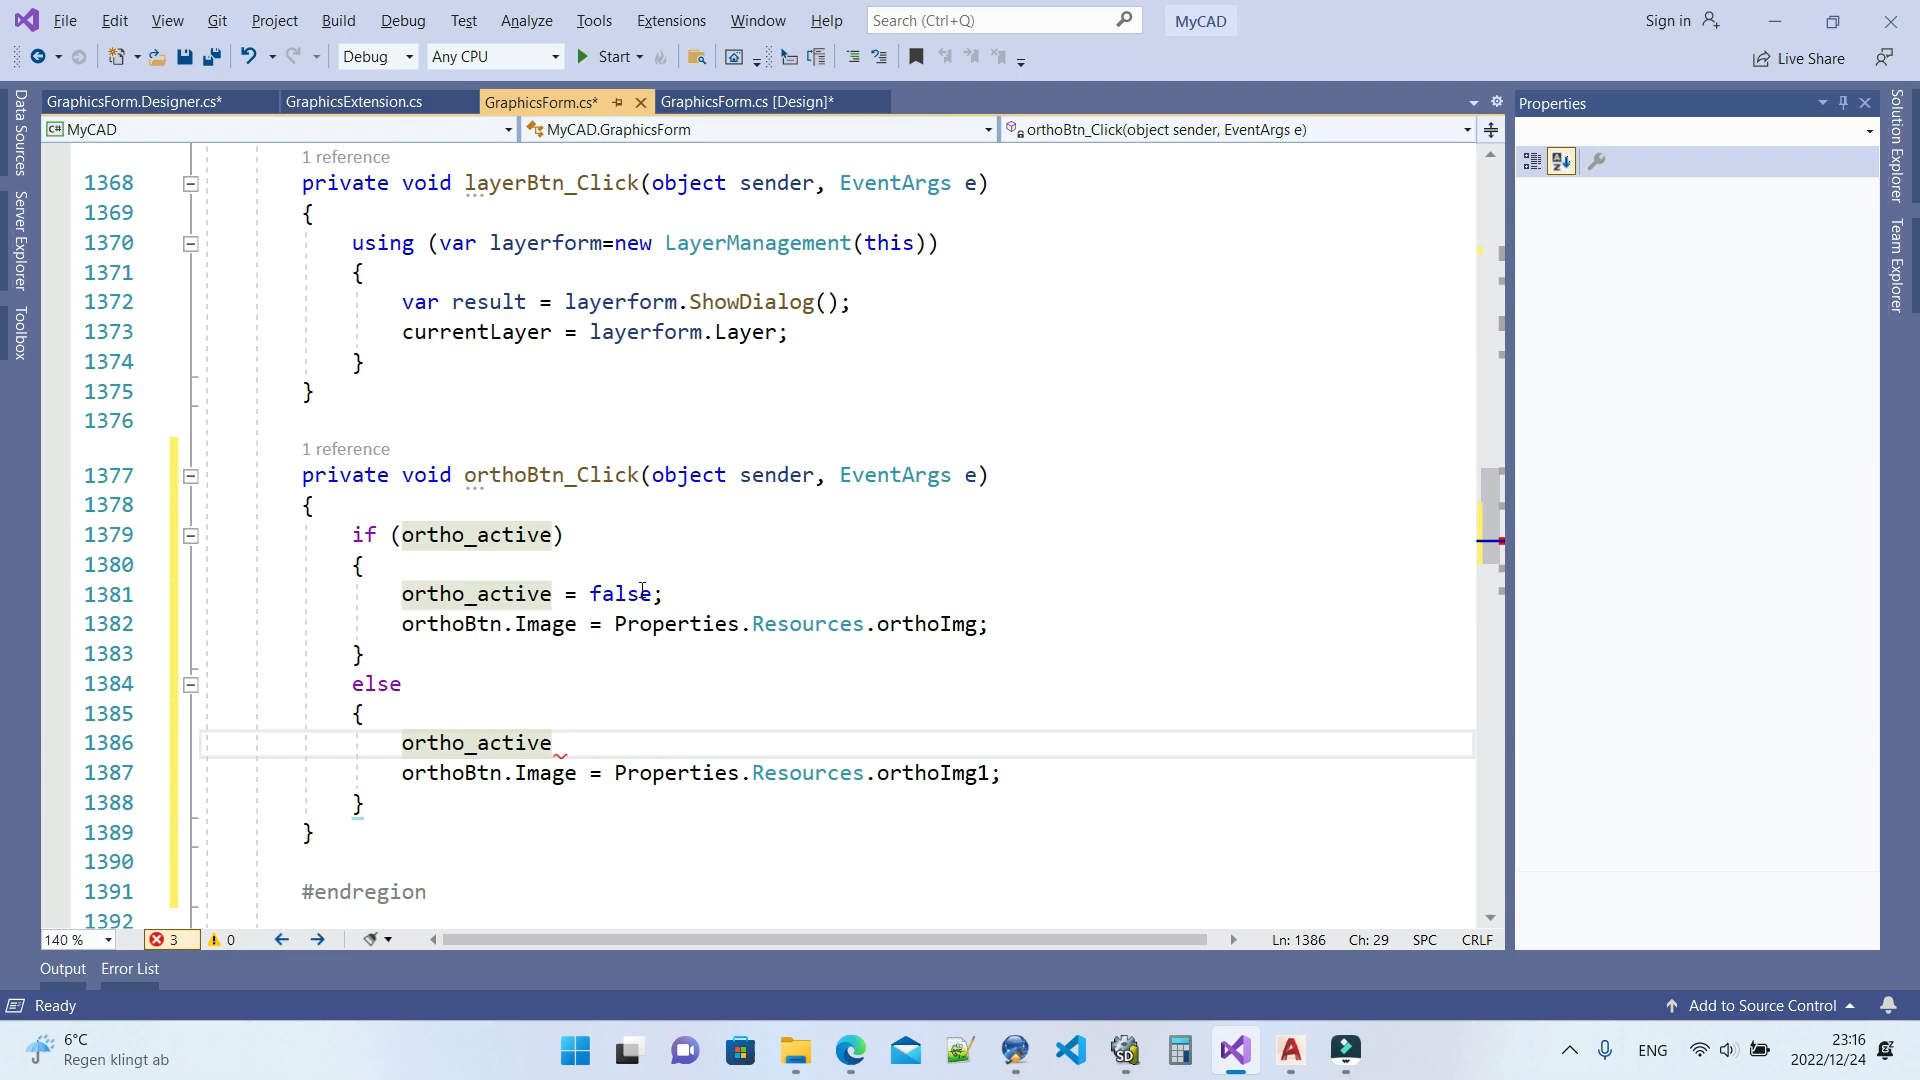 File Edit View Git Project Build Debug Test Analyze Tools Extensions Window Help Search (Ctrl+Q) MyCAD Sign in
Debug Any CPU Start Live Share
GraphicsForm.Designer.cs* GraphicsExtension.cs GraphicsForm.cs* GraphicsForm.cs [Design]* Properties
C# MyCAD MyCAD.GraphicsForm orthoBtn_Click(object sender, EventArgs e)
Data Sources
Server Explorer
Toolbox
Solution Explorer
Team Explorer
1 reference
1368 private void layerBtn_Click(object sender, EventArgs e)
1369 {
1370 using (var layerform=new LayerManagement(this))
1371 {
1372 var result = layerform.ShowDialog();
1373 currentLayer = layerform.Layer;
1374 }
1375 }
1376
1 reference
1377 private void orthoBtn_Click(object sender, EventArgs e)
1378 {
1379 if (ortho_active)
1380 {
1381 ortho_active = false;
1382 orthoBtn.Image = Properties.Resources.orthoImg;
1383 }
1384 else
1385 {
1386 ortho_active
1387 orthoBtn.Image = Properties.Resources.orthoImg1;
1388 }
1389 }
1390
1391 #endregion
1392
140 % 3 0 Ln: 1386 Ch: 29 SPC CRLF
Output Error List
Ready Add to Source Control
6°C
Regen klingt ab
SD
ENG
23:16
2022/12/24